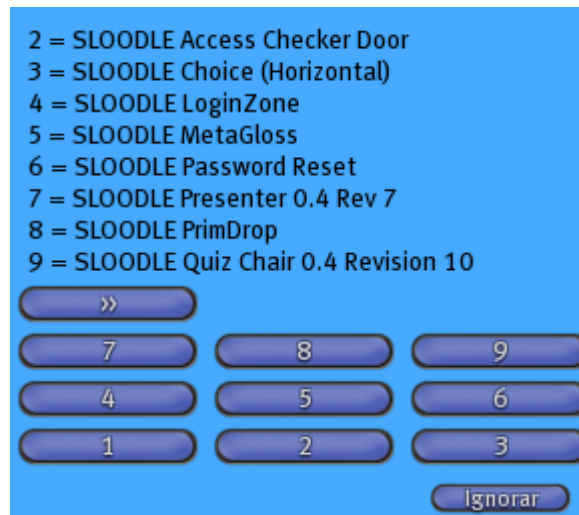 2 = SLOODLE Access Checker Door
3 = SLOODLE Choice (Horizontal)
4 = SLOODLE LoginZone
5 = SLOODLE MetaGloss
6 = SLOODLE Password Reset
7 = SLOODLE Presenter 0.4 Rev 7
8 = SLOODLE PrimDrop
9 = SLOODLE Quiz Chair 0.4 Revision 10
»
7 8 9
4 5 6
1 2 3
Ignorar